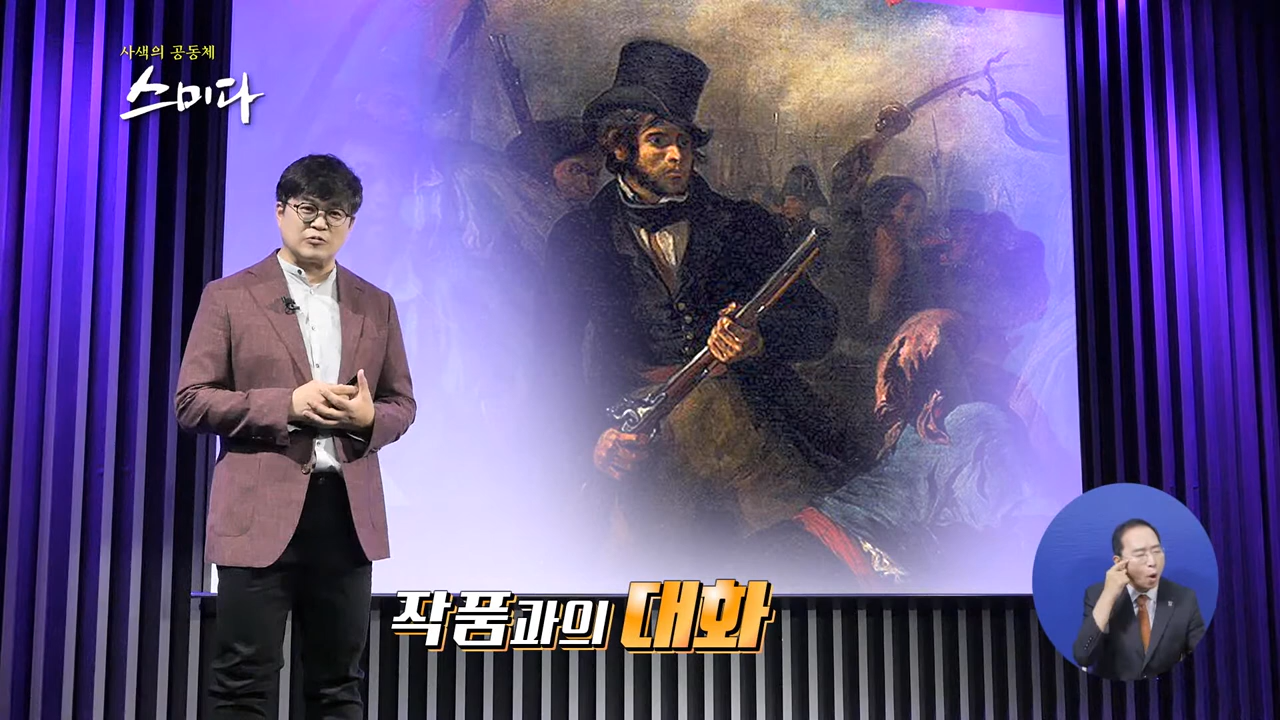 사색의 공동체
스미다
작품과의 대화